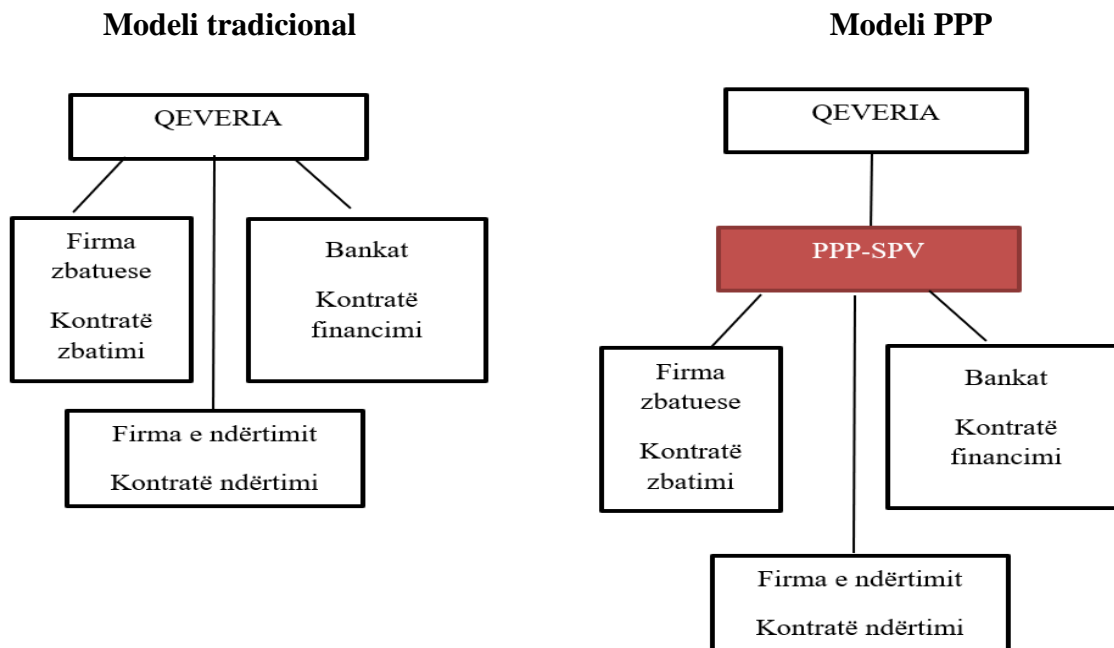 Modeli tradicional
QEVERIA
Firma
zbatuese
Kontratë
zbatimi
Bankat
Kontratë
financimi
Firma e ndërtimit
Kontratë ndërtimi
Modeli PPP
QEVERIA
PPP-SPV
Firma
zbatuese
Kontratë
zbatimi
Bankat
Kontratë
financimi
Firma e ndërtimit
Kontratë ndërtimi